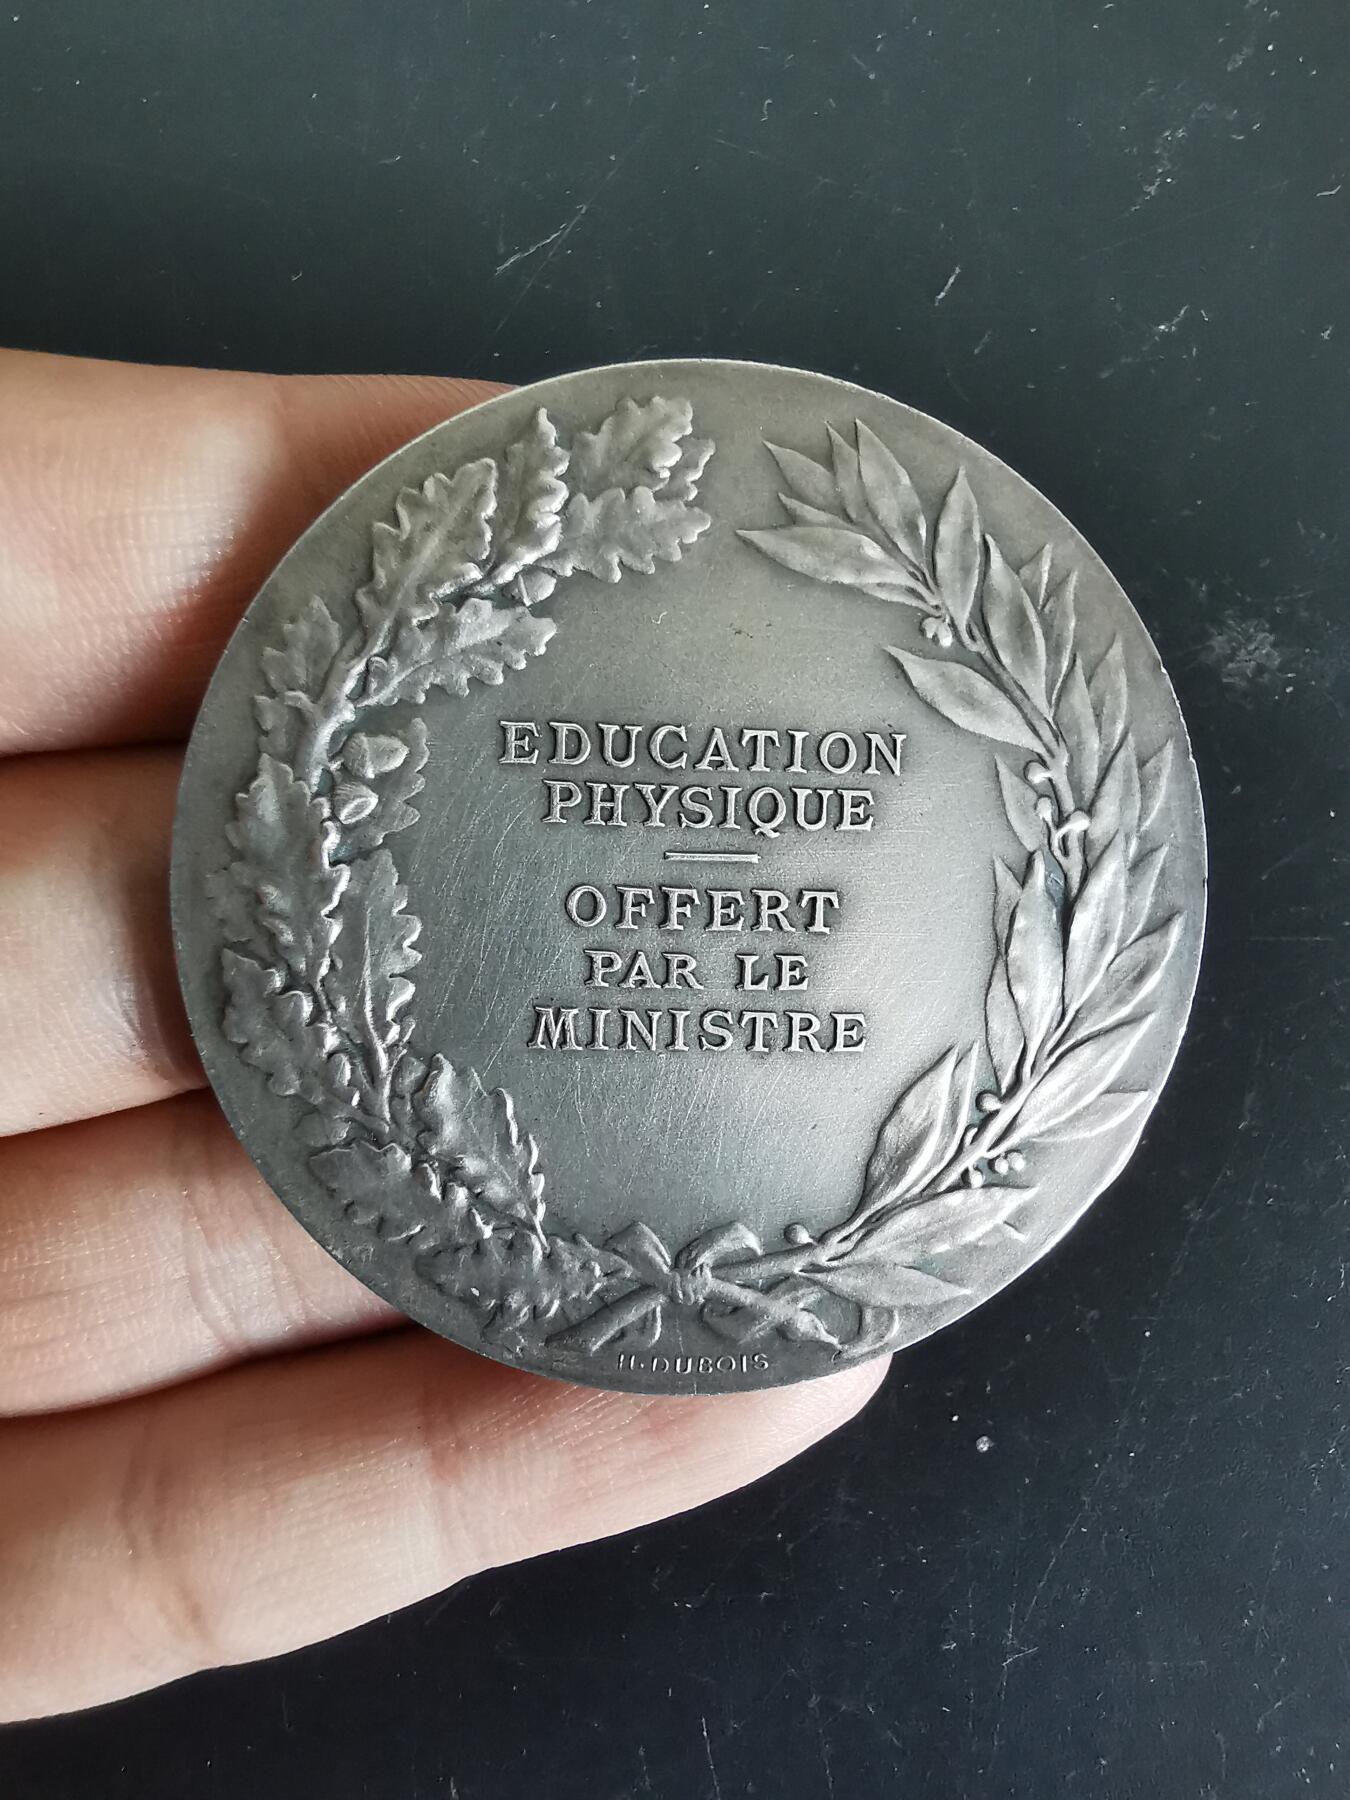 EDUCATION
PHYSIQUE
OFFERT
PAR LE
MINISTRE
H·DUBOIS